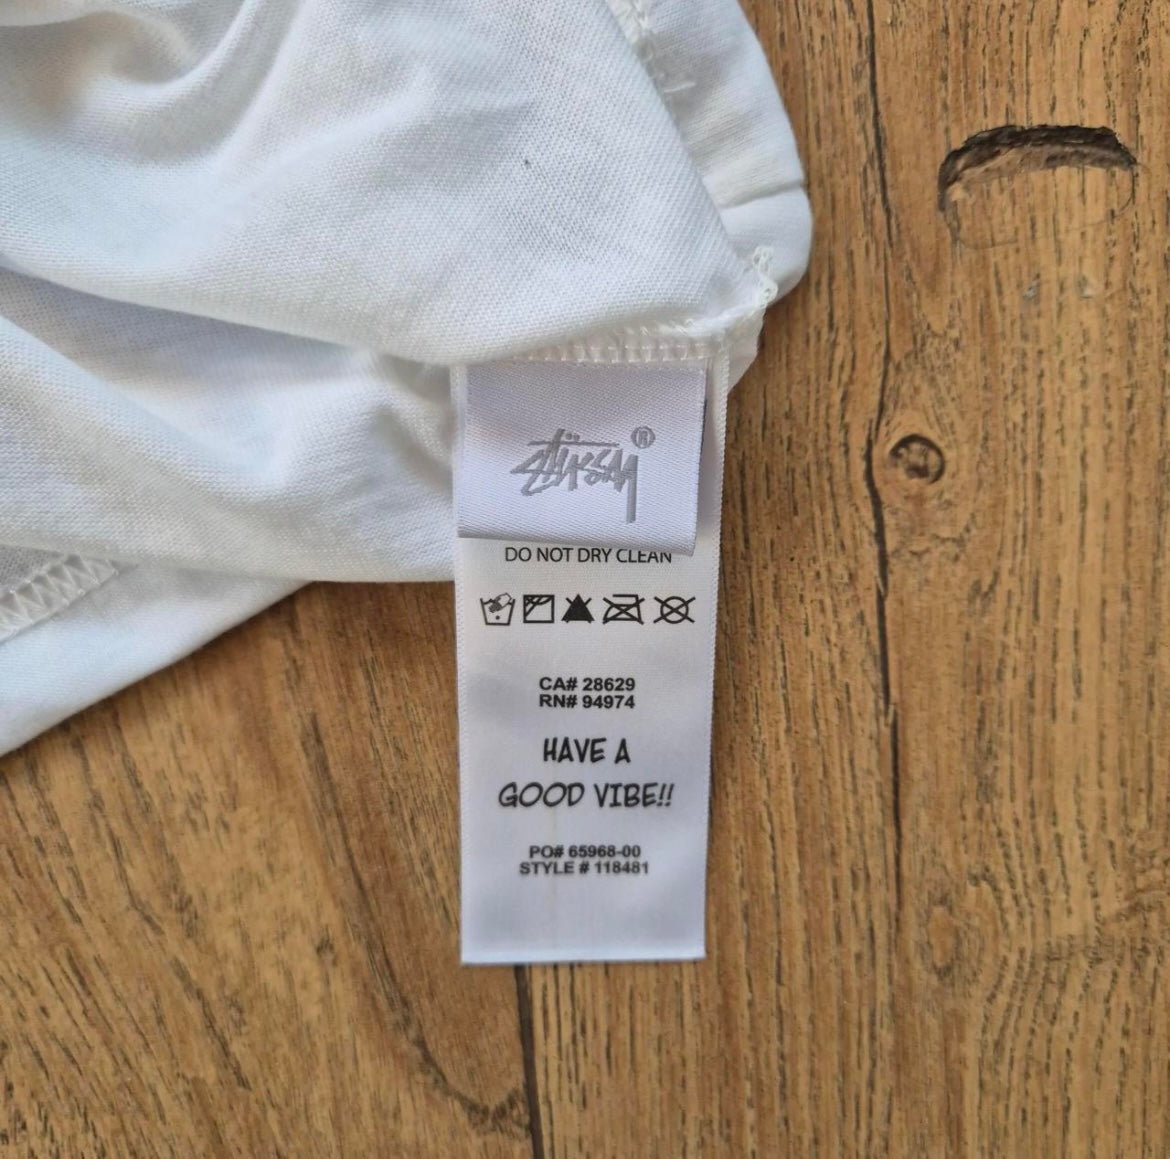 Stüssy ®
DO NOT DRY CLEAN
CA# 28629
RN# 94974
HAVE A
GOOD VIBE!!
PO# 65968-00
STYLE # 118481